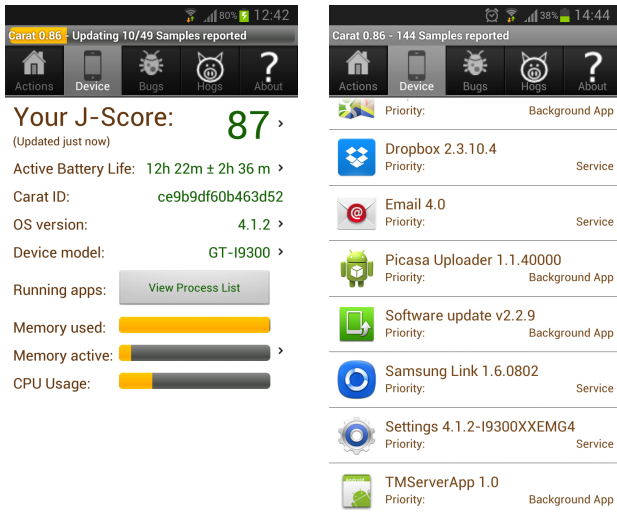 80% 12:42
Carat 0.86 - Updating 10/49 Samples reported
Actions Device Bugs Hogs About
Your J-Score: 87
(Updated just now)
Active Battery Life: 12h 22m ± 2h 36 m
Carat ID: ce9b9df60b463d52
OS version: 4.1.2
Device model: GT-I9300
Running apps: View Process List
Memory used:
Memory active:
CPU Usage:
38% 14:44
Carat 0.86 - 144 Samples reported
Actions Device Bugs Hogs About
Priority: Background App
Dropbox 2.3.10.4
Priority: Service
Email 4.0
Priority: Service
Picasa Uploader 1.1.40000
Priority: Background App
Software update v2.2.9
Priority: Background App
Samsung Link 1.6.0802
Priority: Service
Settings 4.1.2-I9300XXEMG4
Priority: Service
TMServerApp 1.0
Priority: Background App